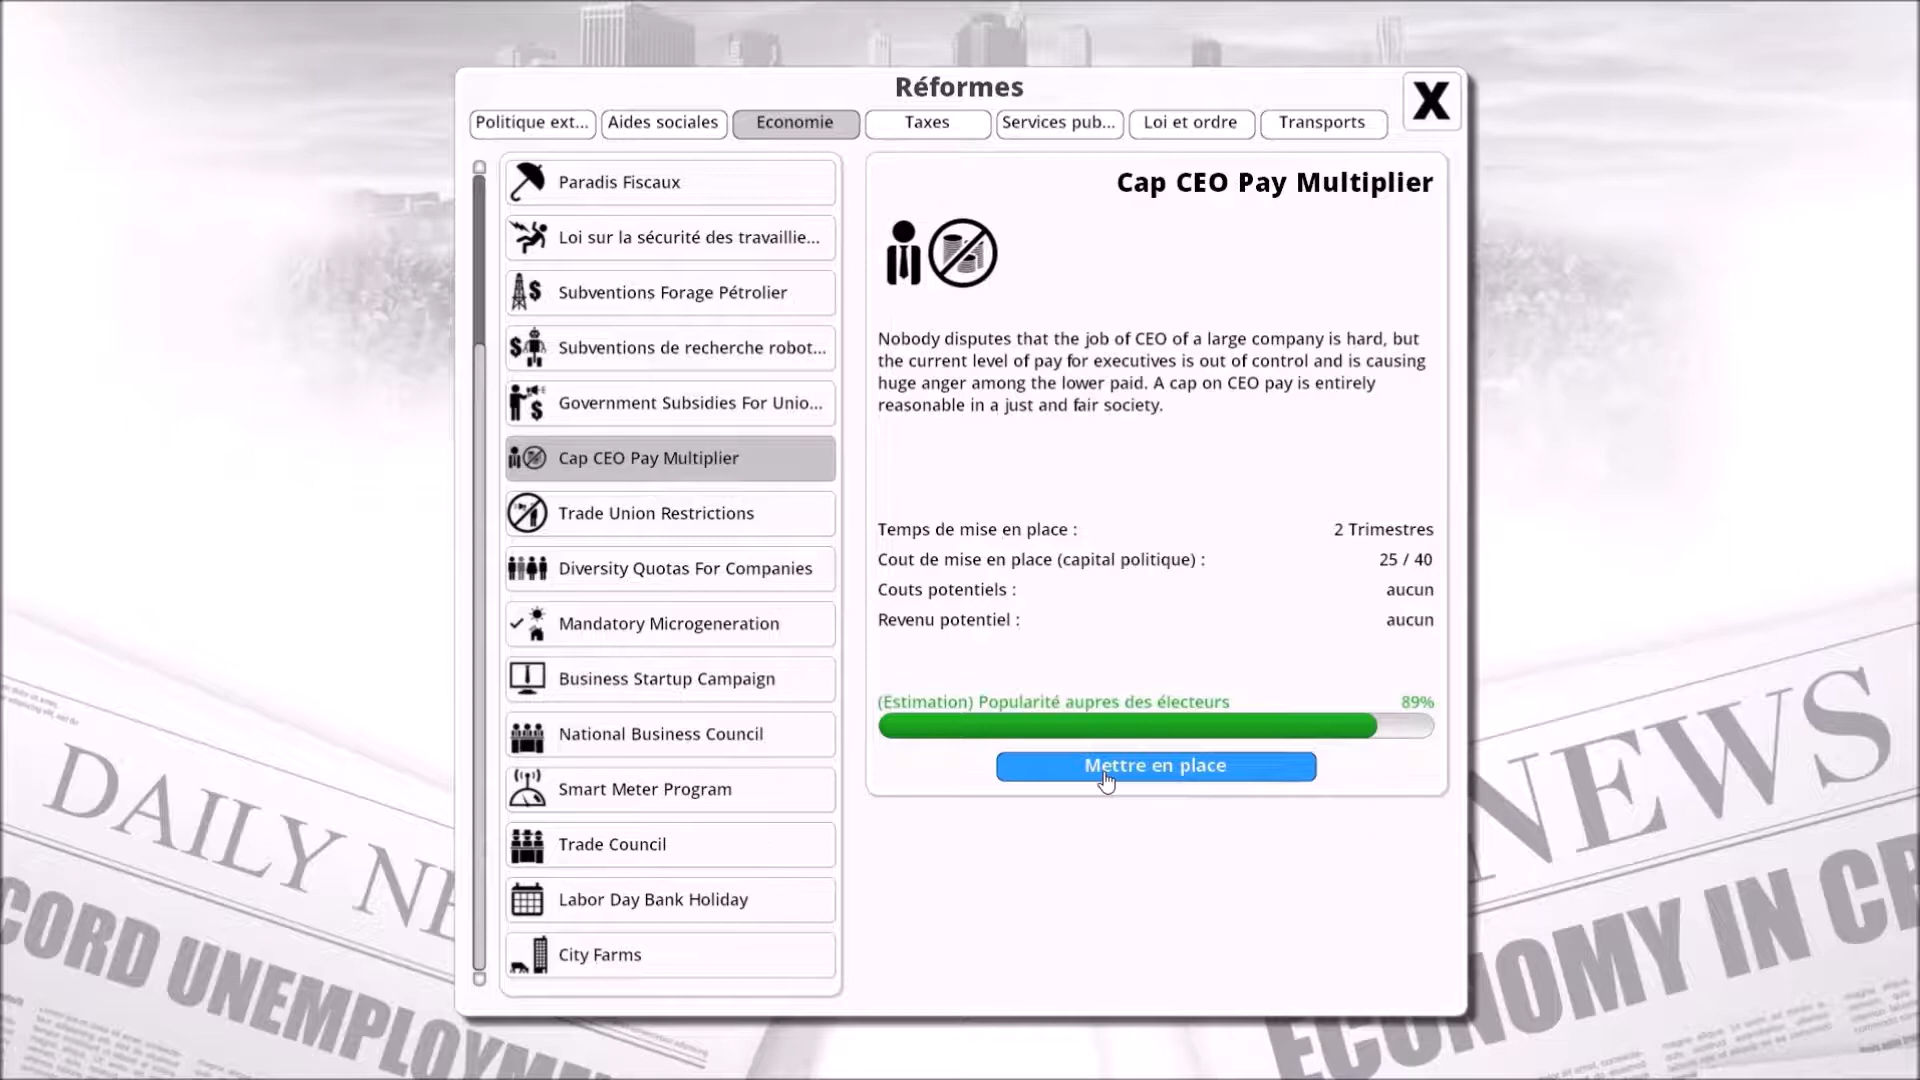 Réformes
X
Politique ext...
Aides sociales
Economie
Taxes
Services pub...
Loi et ordre
Transports
Paradis Fiscaux
Loi sur la sécurité des travaillie...
Subventions Forage Pétrolier
Subventions de recherche robot...
Government Subsidies For Unio...
Cap CEO Pay Multiplier
Trade Union Restrictions
Diversity Quotas For Companies
Mandatory Microgeneration
Business Startup Campaign
National Business Council
Smart Meter Program
Trade Council
Labor Day Bank Holiday
City Farms
Cap CEO Pay Multiplier
Nobody disputes that the job of CEO of a large company is hard, but
the current level of pay for executives is out of control and is causing
huge anger among the lower paid. A cap on CEO pay is entirely
reasonable in a just and fair society.
Temps de mise en place : 2 Trimestres
Cout de mise en place (capital politique) : 25 / 40
Couts potentiels : aucun
Revenu potentiel : aucun
(Estimation) Popularité aupres des électeurs 89%
Mettre en place
DAILY NE
CORD UNEMPLOYM
NEWS
ECONOMY IN CR